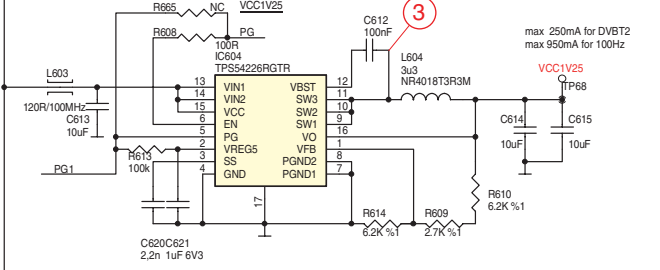 R665 NC VCC1V25
R608 PG
100R
IC604
TPS54226RGTR
C612
100nF
3
max 250mA for DVBT2
max 950mA for 100Hz
L604
3u3
NR4018T3R3M
VCC1V25
TP68
L603
120R/100MHz
C613
10uF
13 VIN1 VBST 12
14 VIN2 SW3 11
15 VCC SW2 10
6 EN SW1 9
5 PG VO 16
2 VREG5 VFB 1
3 SS PGND2 8
4 GND PGND1 7
17
C614
10uF
C615
10uF
R613
100k
PG1
R610
6.2K %1
R614
6.2K %1
R609
2.7K %1
C620C621
2,2n 1uF 6V3